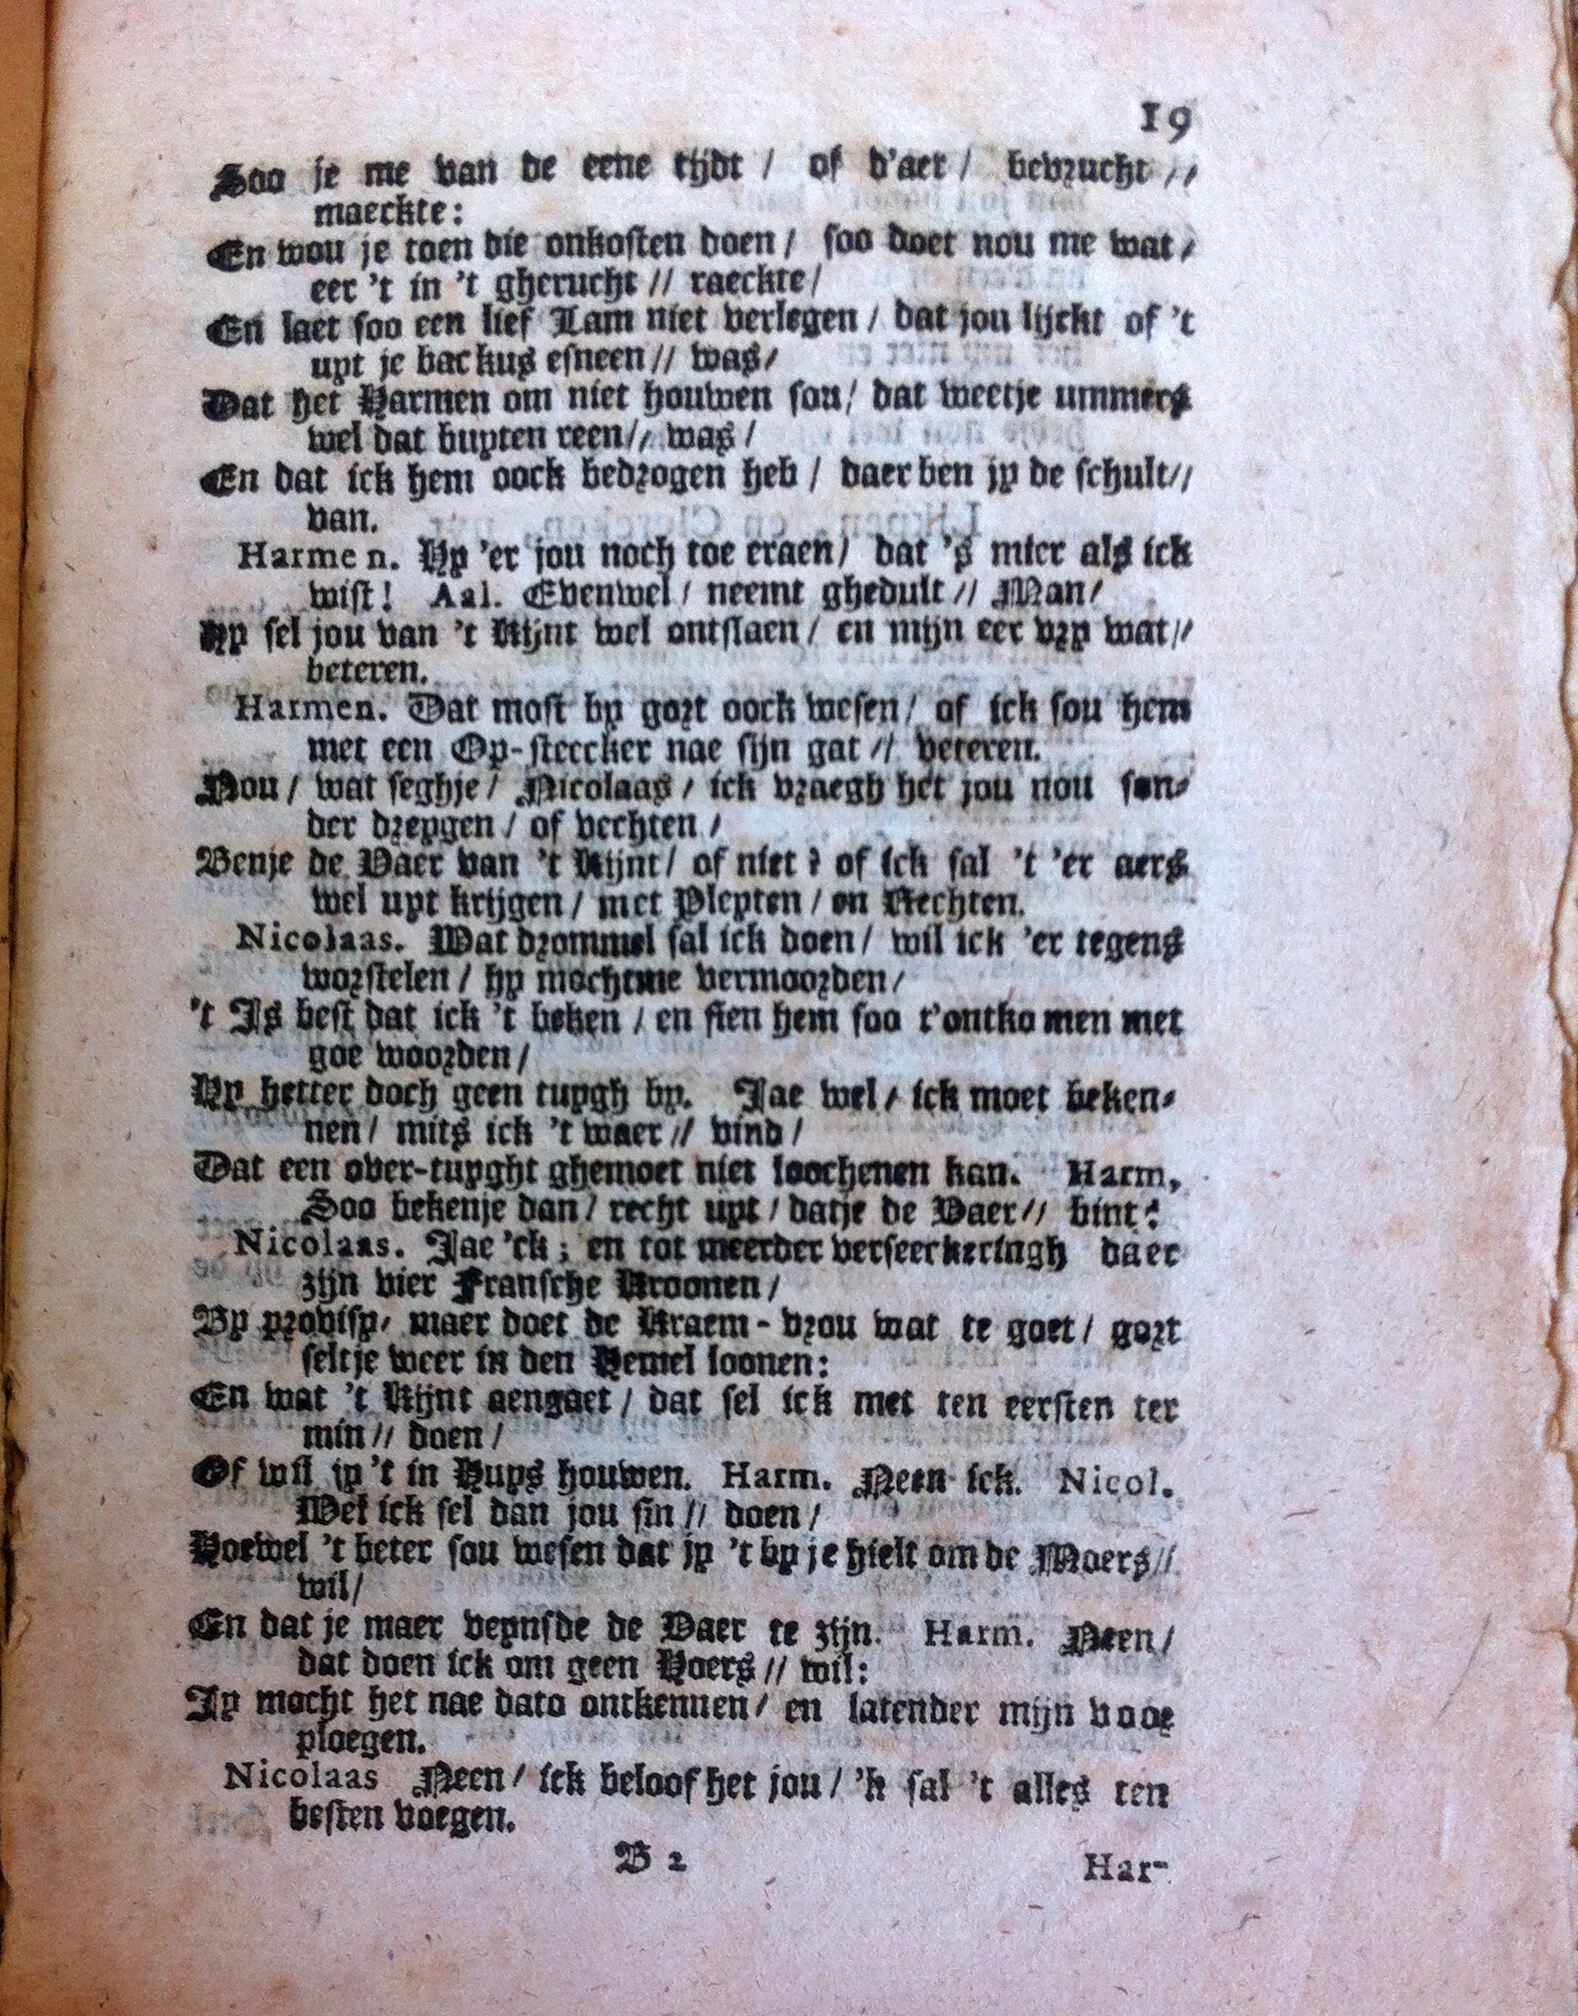 19
Soo je me van de eene tijdt / of d'aer / bevrucht //
maeckte:
En wou je toen die onkosten doen / soo doet nou me wat /
eer 't in 't gherucht // raeckte /
En laet soo een lief Lam niet verlegen / dat jou lijckt of 't
uyt je backus esneen // was /
Dat het Harmen om niet houwen sou / dat weetje ummers
wel dat buyten reen // was /
En dat ick hem oock bedrogen heb / daer ben jy de schult //
van.
Harmen. Hy 'er jou noch toe eraen / dat 's mier als ick
wist! Aal. Evenwel / neemt ghedult // Man /
Hy sel jou van 't Kijnt wel ontslaen / en mijn eer vry wat //
beteren.
Harmen. Dat most by gort oock wesen / of ick sou hem
met een Op-steecker nae sijn gat // veteren.
Nou / wat seghje / Nicolaas / ick vraegh het jou nou son-
der dreygen / of vechten /
Benje de Vaer van 't Kijnt / of niet? of ick sal 't 'er aers
wel uyt krijgen / met Pleyten / en Rechten.
Nicolaas. Wat drommel sal ick doen / wil ick 'er tegens
worstelen / hy mochtme vermoorden /
't Is best dat ick 't beken / en sien hem soo t'ontkomen met
goe woorden /
Hy hetter doch geen tuygh by. Jae wel / ick moet beken-
nen / mits ick 't waer // vind /
Dat een over-tuyght ghemoet niet loochenen kan. Harm.
Soo bekenje dan / recht uyt / datje de Vaer // bint?
Nicolaas. Jae 'ck; en tot meerder verseerkeringh daer
zijn vier Fransche Kroonen /
By provisy / maer doet de Kraem-vrou wat te goet / gort
seltje weer in den Hemel loonen:
En wat 't Kijnt aengaet / dat sel ick met ten eersten ter
min // doen /
Of wil jy 't in Huys houwen. Harm. Neen ick. Nicol.
Wel ick sel dan jou sin // doen /
Hoewel 't beter sou wesen dat jy 't by je hielt om de Moers //
wil /
En dat je maer veynsde de Vaer te zijn. Harm. Neen /
dat doen ick om geen Hoers // wil:
Jy mocht het nae dato ontkennen / en latender mijn voor
ploegen.
Nicolaas Neen / ick beloof het jou / 'k sal 't alles ten
besten voegen.
B 2
Har-